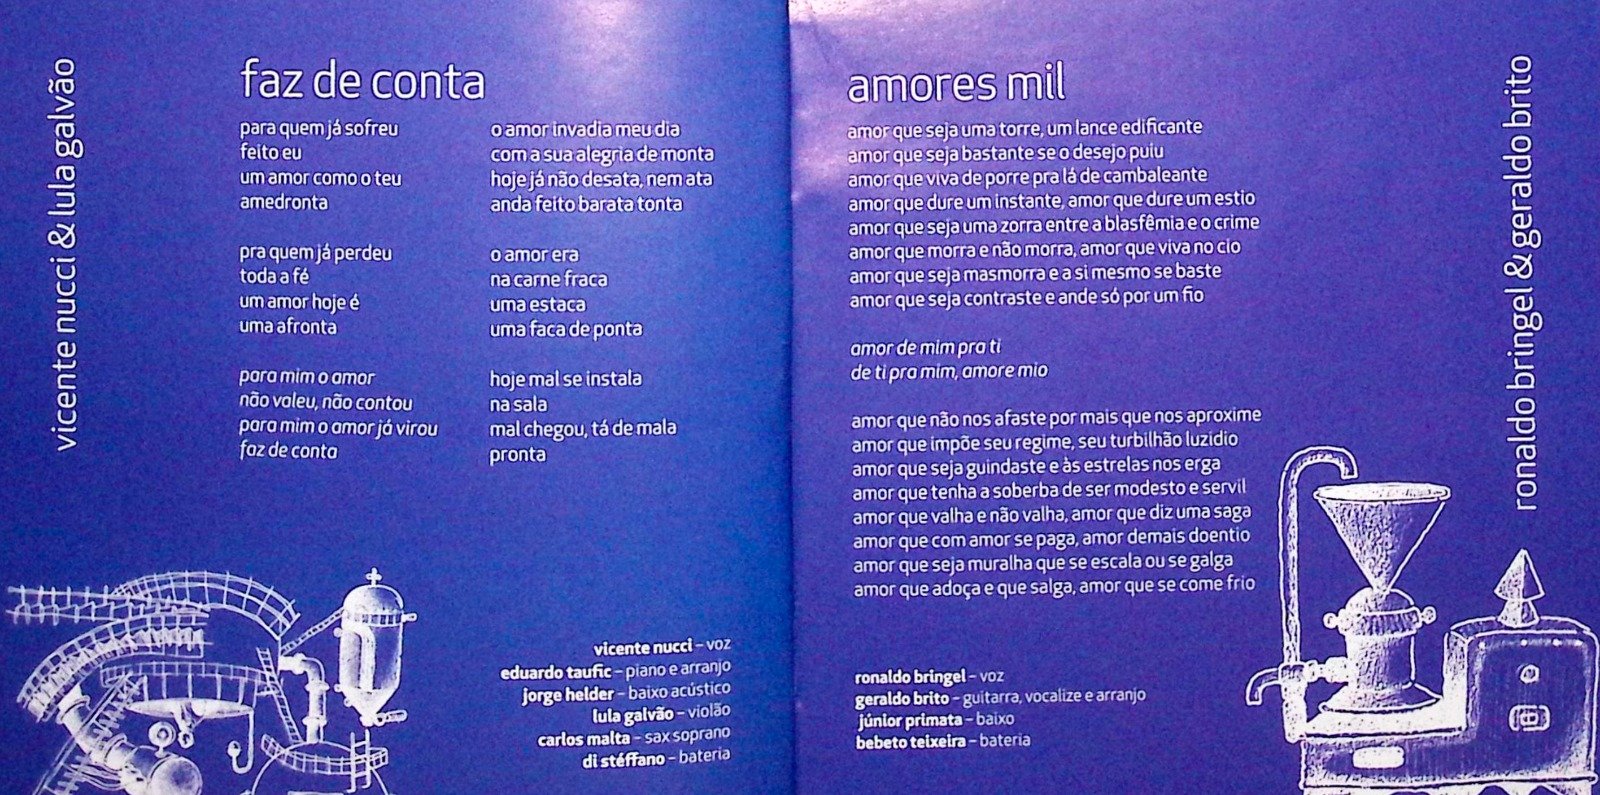 vicente nucci & lula galvão
faz de conta
para quem já sofreu
feito eu
um amor como o teu
amedronta
pra quem já perdeu
toda a fé
um amor hoje é
uma afronta
para mim o amor
não valeu, não contou
para mim o amor já virou
faz de conta
o amor invadia meu dia
com a sua alegria de monta
hoje já não desata, nem ata
anda feito barata tonta
o amor era
na carne fraca
uma estaca
uma faca de ponta
hoje mal se instala
na sala
mal chegou, tá de mala
pronta
vicente nucci – voz
eduardo taufic – piano e arranjo
jorge helder – baixo acústico
lula galvão – violão
carlos malta – sax soprano
di stéffano – bateria
amores mil
amor que seja uma torre, um lance edificante
amor que seja bastante se o desejo puiu
amor que viva de porre pra lá de cambaleante
amor que dure um instante, amor que dure um estio
amor que seja uma zorra entre a blasfêmia e o crime
amor que morra e não morra, amor que viva no cio
amor que seja masmorra e a si mesmo se baste
amor que seja contraste e ande só por um fio
amor de mim pra ti
de ti pra mim, amore mio
amor que não nos afaste por mais que nos aproxime
amor que impõe seu regime, seu turbilhão luzidio
amor que seja guindaste e às estrelas nos erga
amor que tenha a soberba de ser modesto e servil
amor que valha e não valha, amor que diz uma saga
amor que com amor se paga, amor demais doentio
amor que seja muralha que se escala ou se galga
amor que adoça e que salga, amor que se come frio
ronaldo bringel – voz
geraldo brito – guitarra, vocalize e arranjo
júnior primata – baixo
bebeto teixeira – bateria
ronaldo bringel & geraldo brito